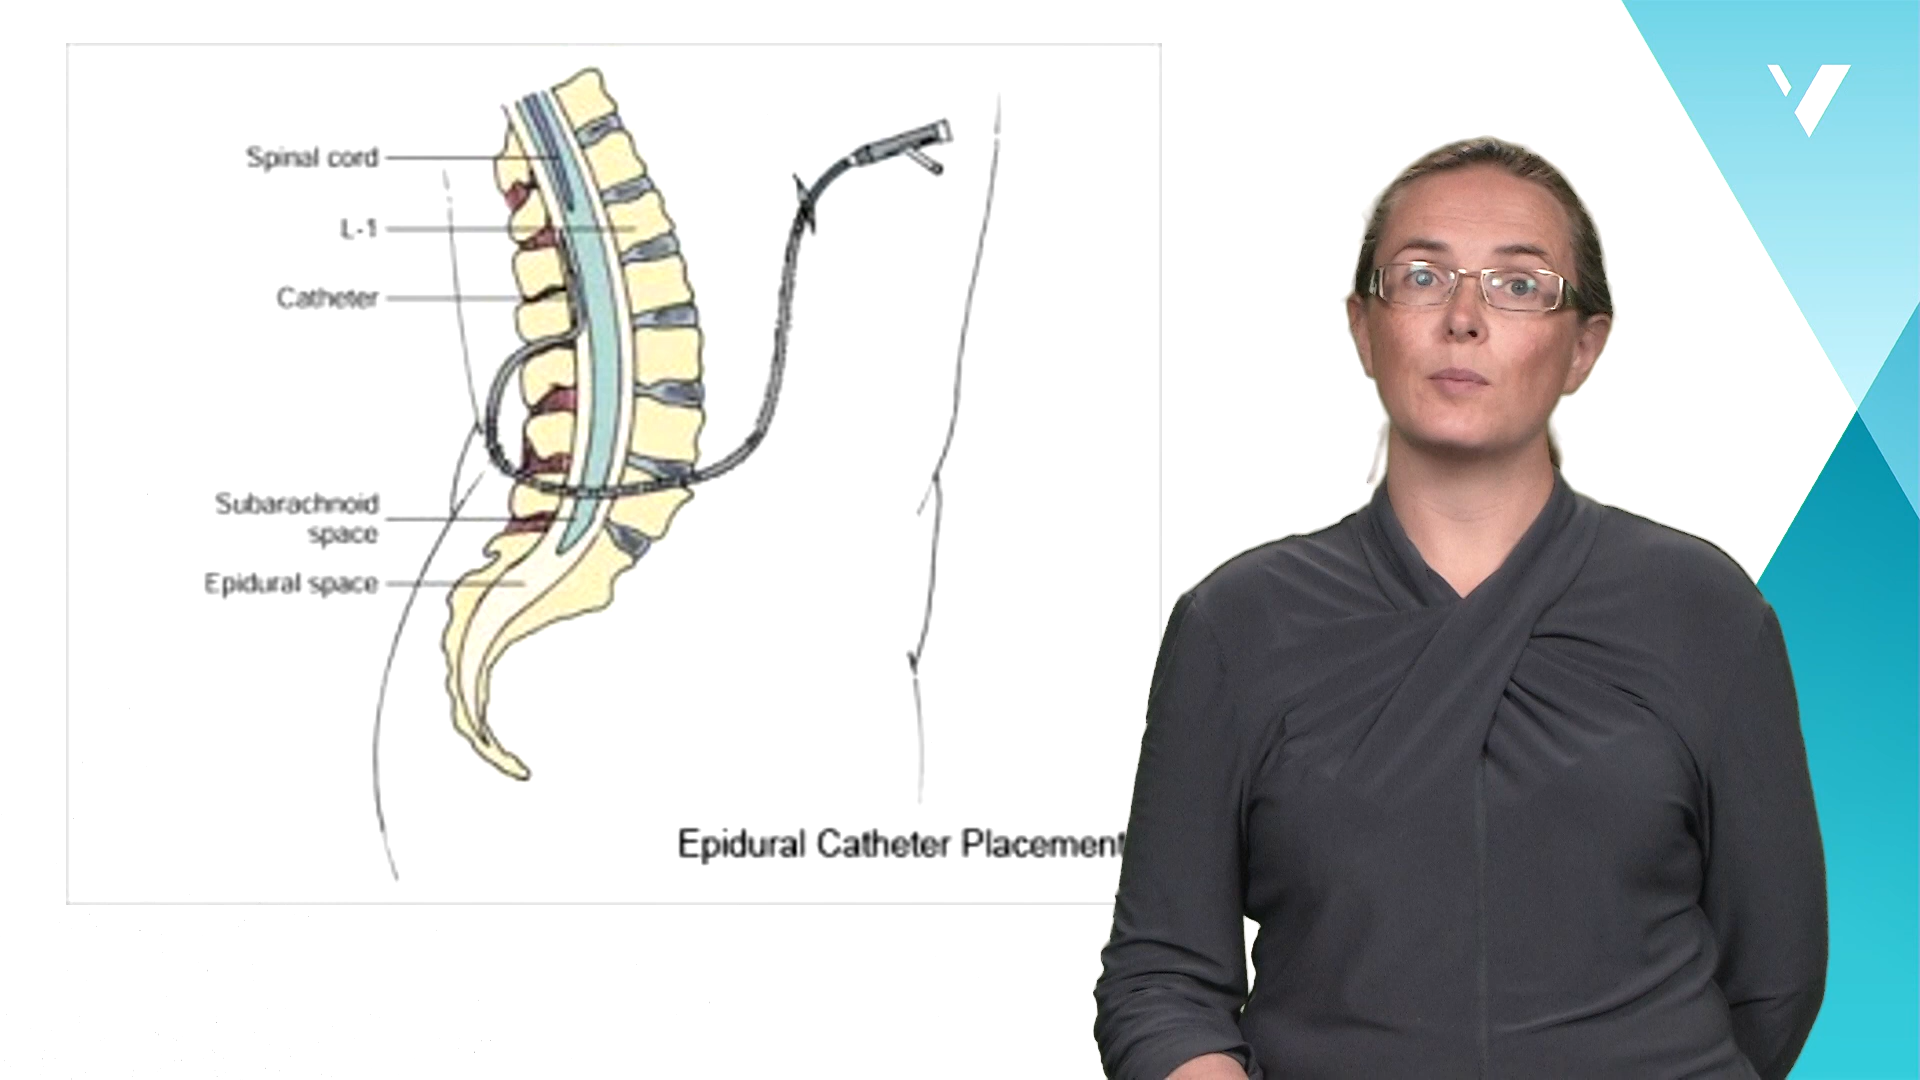 Spinal cord
L-1
Catheter
Subarachnoid
space
Epidural space
Epidural Catheter Placement